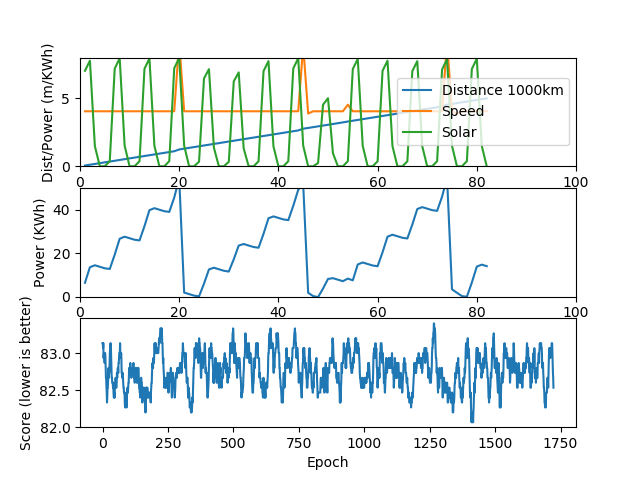 Dist/Power (m/KWh)
5
0
Distance 1000km
Speed
Solar
0 20 40 60 80 100
Power (KWh)
40
20
0
0 20 40 60 80 100
Score (lower is better)
83.0
82.5
82.0
0 250 500 750 1000 1250 1500 1750
Epoch